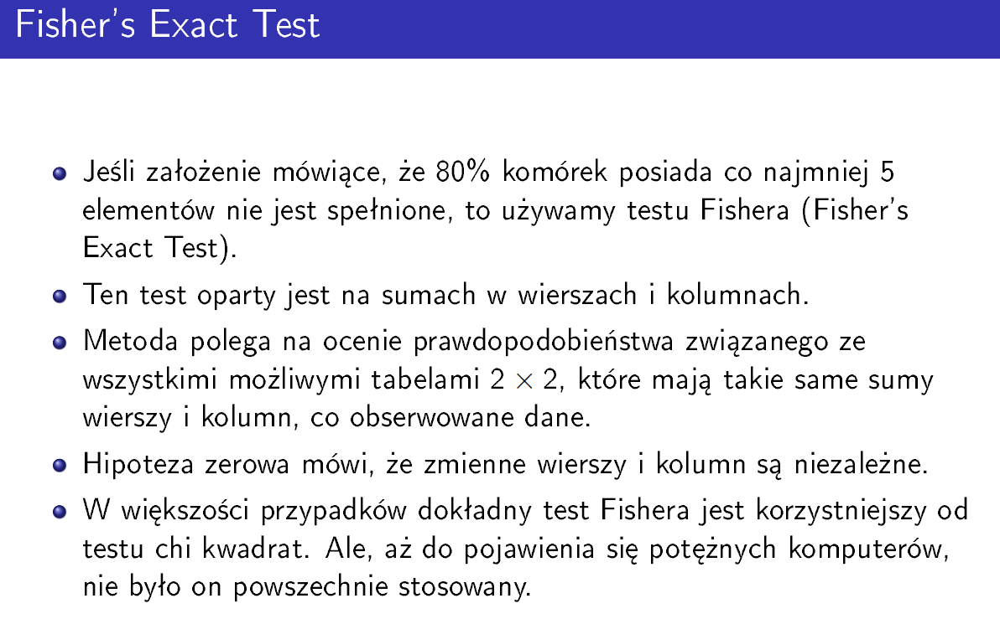 Fisher's Exact Test
Jeśli założenie mówiące, że 80% komórek posiada co najmniej 5
elementów nie jest spełnione, to używamy testu Fishera (Fisher's
Exact Test).
Ten test oparty jest na sumach w wierszach i kolumnach.
Metoda polega na ocenie prawdopodobieństwa związanego ze
wszystkimi możliwymi tabelami 2 × 2, które mają takie same sumy
wierszy i kolumn, co obserwowane dane.
Hipoteza zerowa mówi, że zmienne wierszy i kolumn są niezależne.
W większości przypadków dokładny test Fishera jest korzystniejszy od
testu chi kwadrat. Ale, aż do pojawienia się potężnych komputerów,
nie było on powszechnie stosowany.